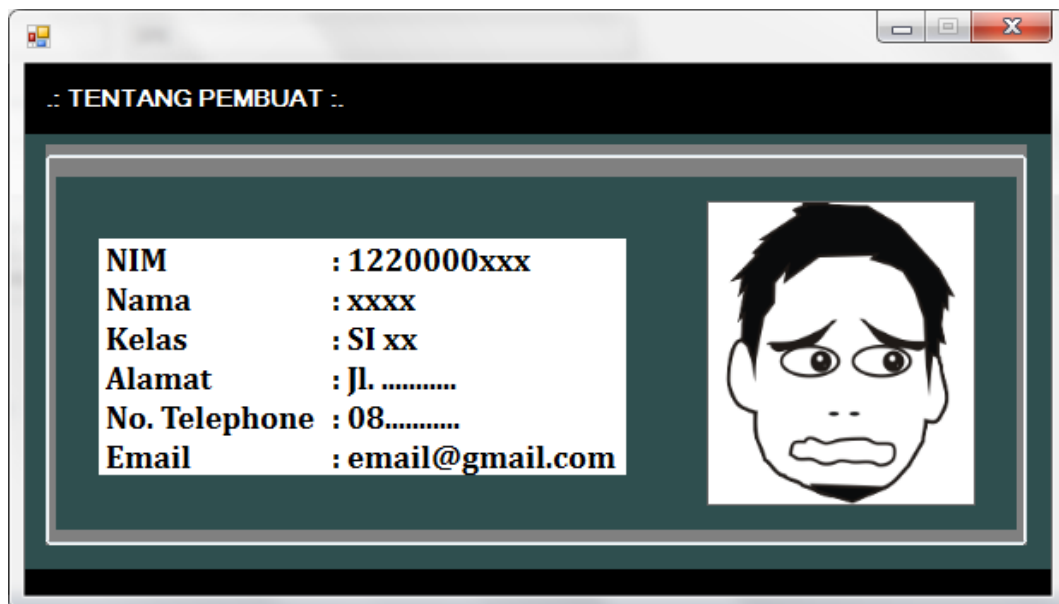 .: TENTANG PEMBUAT :.
NIM : 1220000xxx
Nama : xxxx
Kelas : SI xx
Alamat : Jl. ...........
No. Telephone : 08...........
Email : email@gmail.com